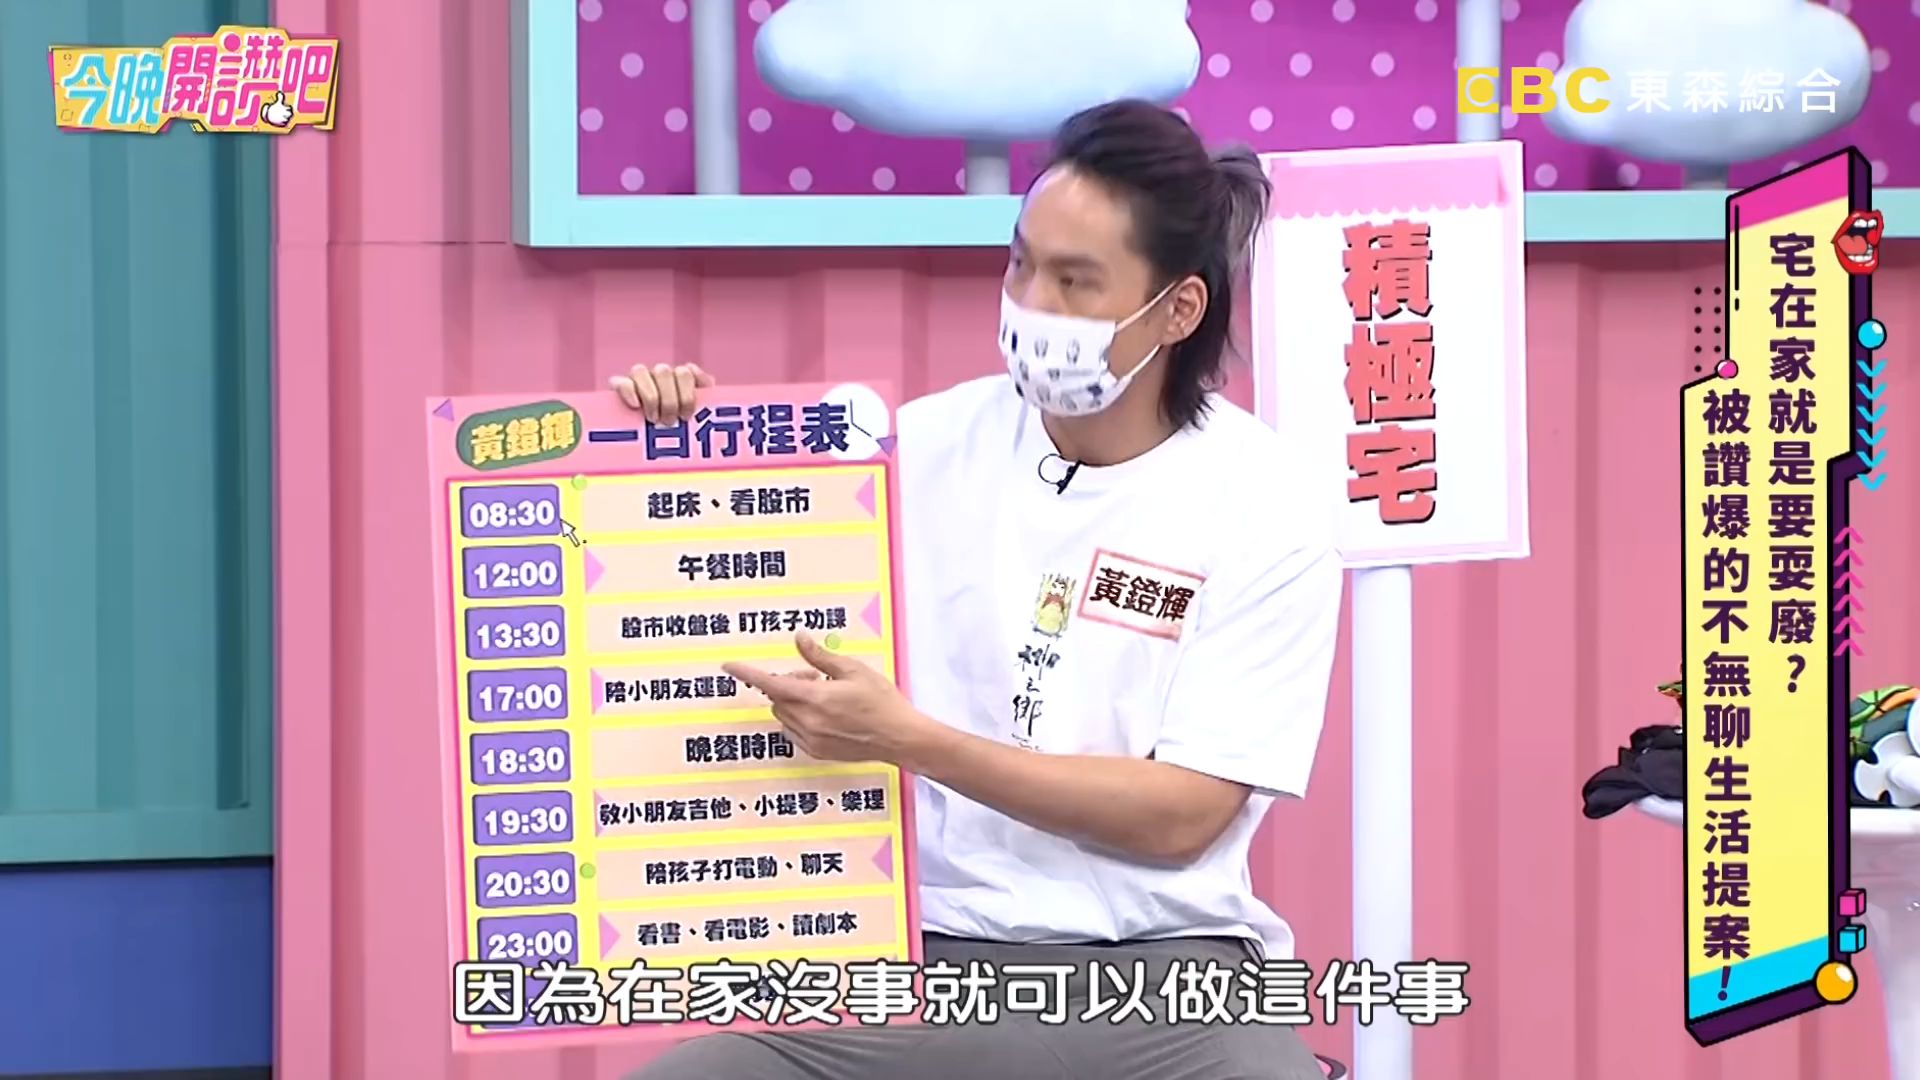 今晚開讚吧
EBC 東森綜合
積極宅
宅在家就是要耍廢?
被讚爆的不無聊生活提案!
黃鐙輝 一日行程表
08:30 起床、看股市
12:00 午餐時間
13:30 股市收盤後 盯孩子功課
17:00 陪小朋友運動、
18:30 晚餐時間
19:30 教小朋友吉他、小提琴、樂理
20:30 陪孩子打電動、聊天
23:00 看書、看電影、讀劇本
黃鐙輝
因為在家沒事就可以做這件事